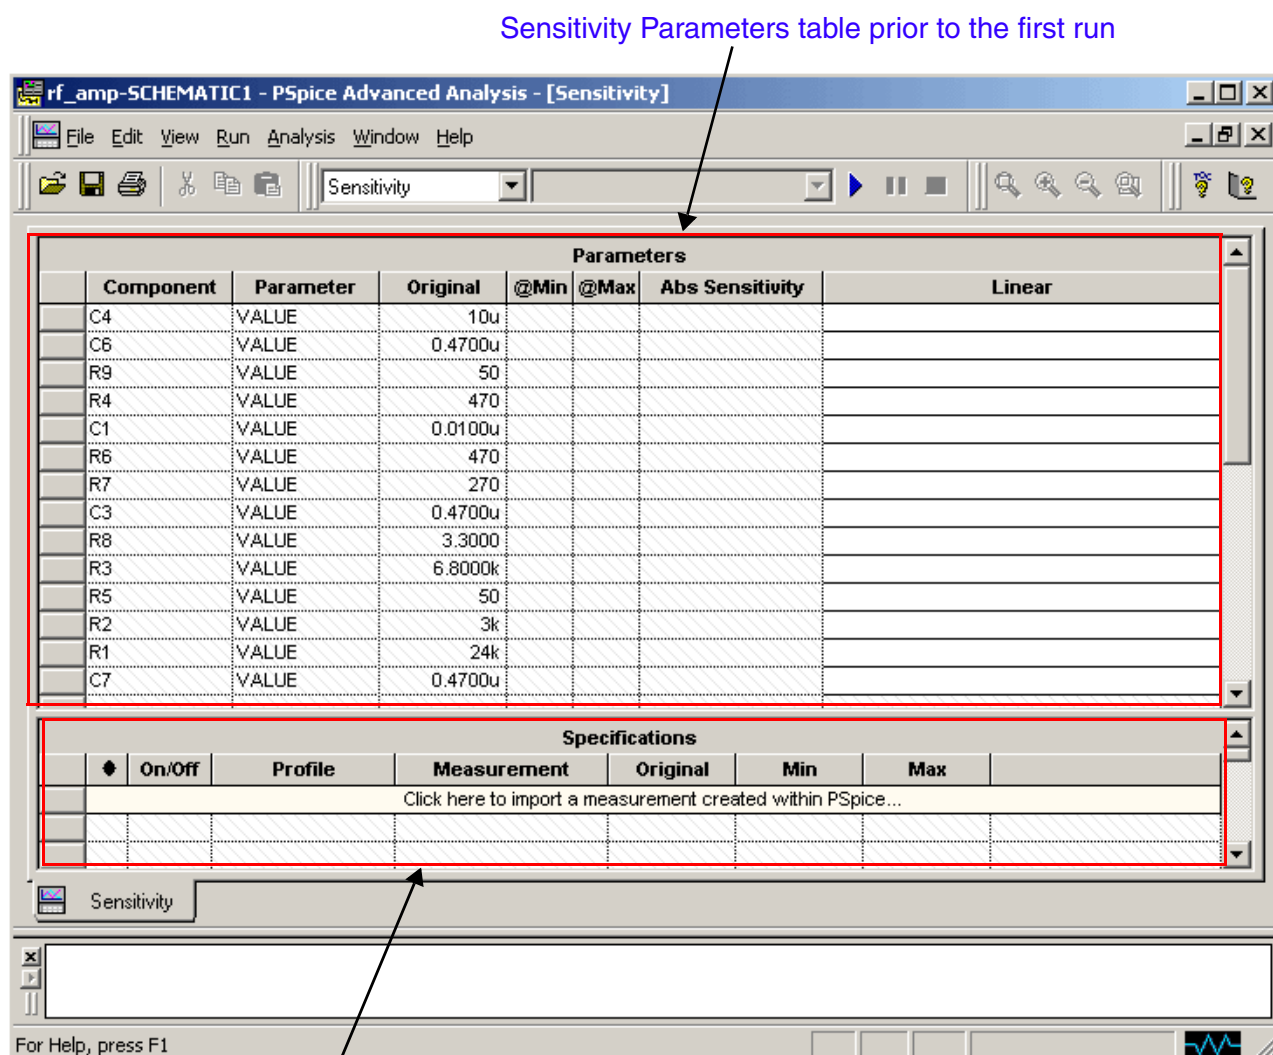 Sensitivity Parameters table prior to the first run
rf_amp-SCHEMATIC1 - PSpice Advanced Analysis - [Sensitivity]
File Edit View Run Analysis Window Help
Sensitivity
Parameters
Component Parameter Original @Min @Max Abs Sensitivity Linear
C4 VALUE 10u
C6 VALUE 0.4700u
R9 VALUE 50
R4 VALUE 470
C1 VALUE 0.0100u
R6 VALUE 470
R7 VALUE 270
C3 VALUE 0.4700u
R8 VALUE 3.3000
R3 VALUE 6.8000k
R5 VALUE 50
R2 VALUE 3k
R1 VALUE 24k
C7 VALUE 0.4700u
Specifications
On/Off Profile Measurement Original Min Max
Click here to import a measurement created within PSpice...
Sensitivity
For Help, press F1